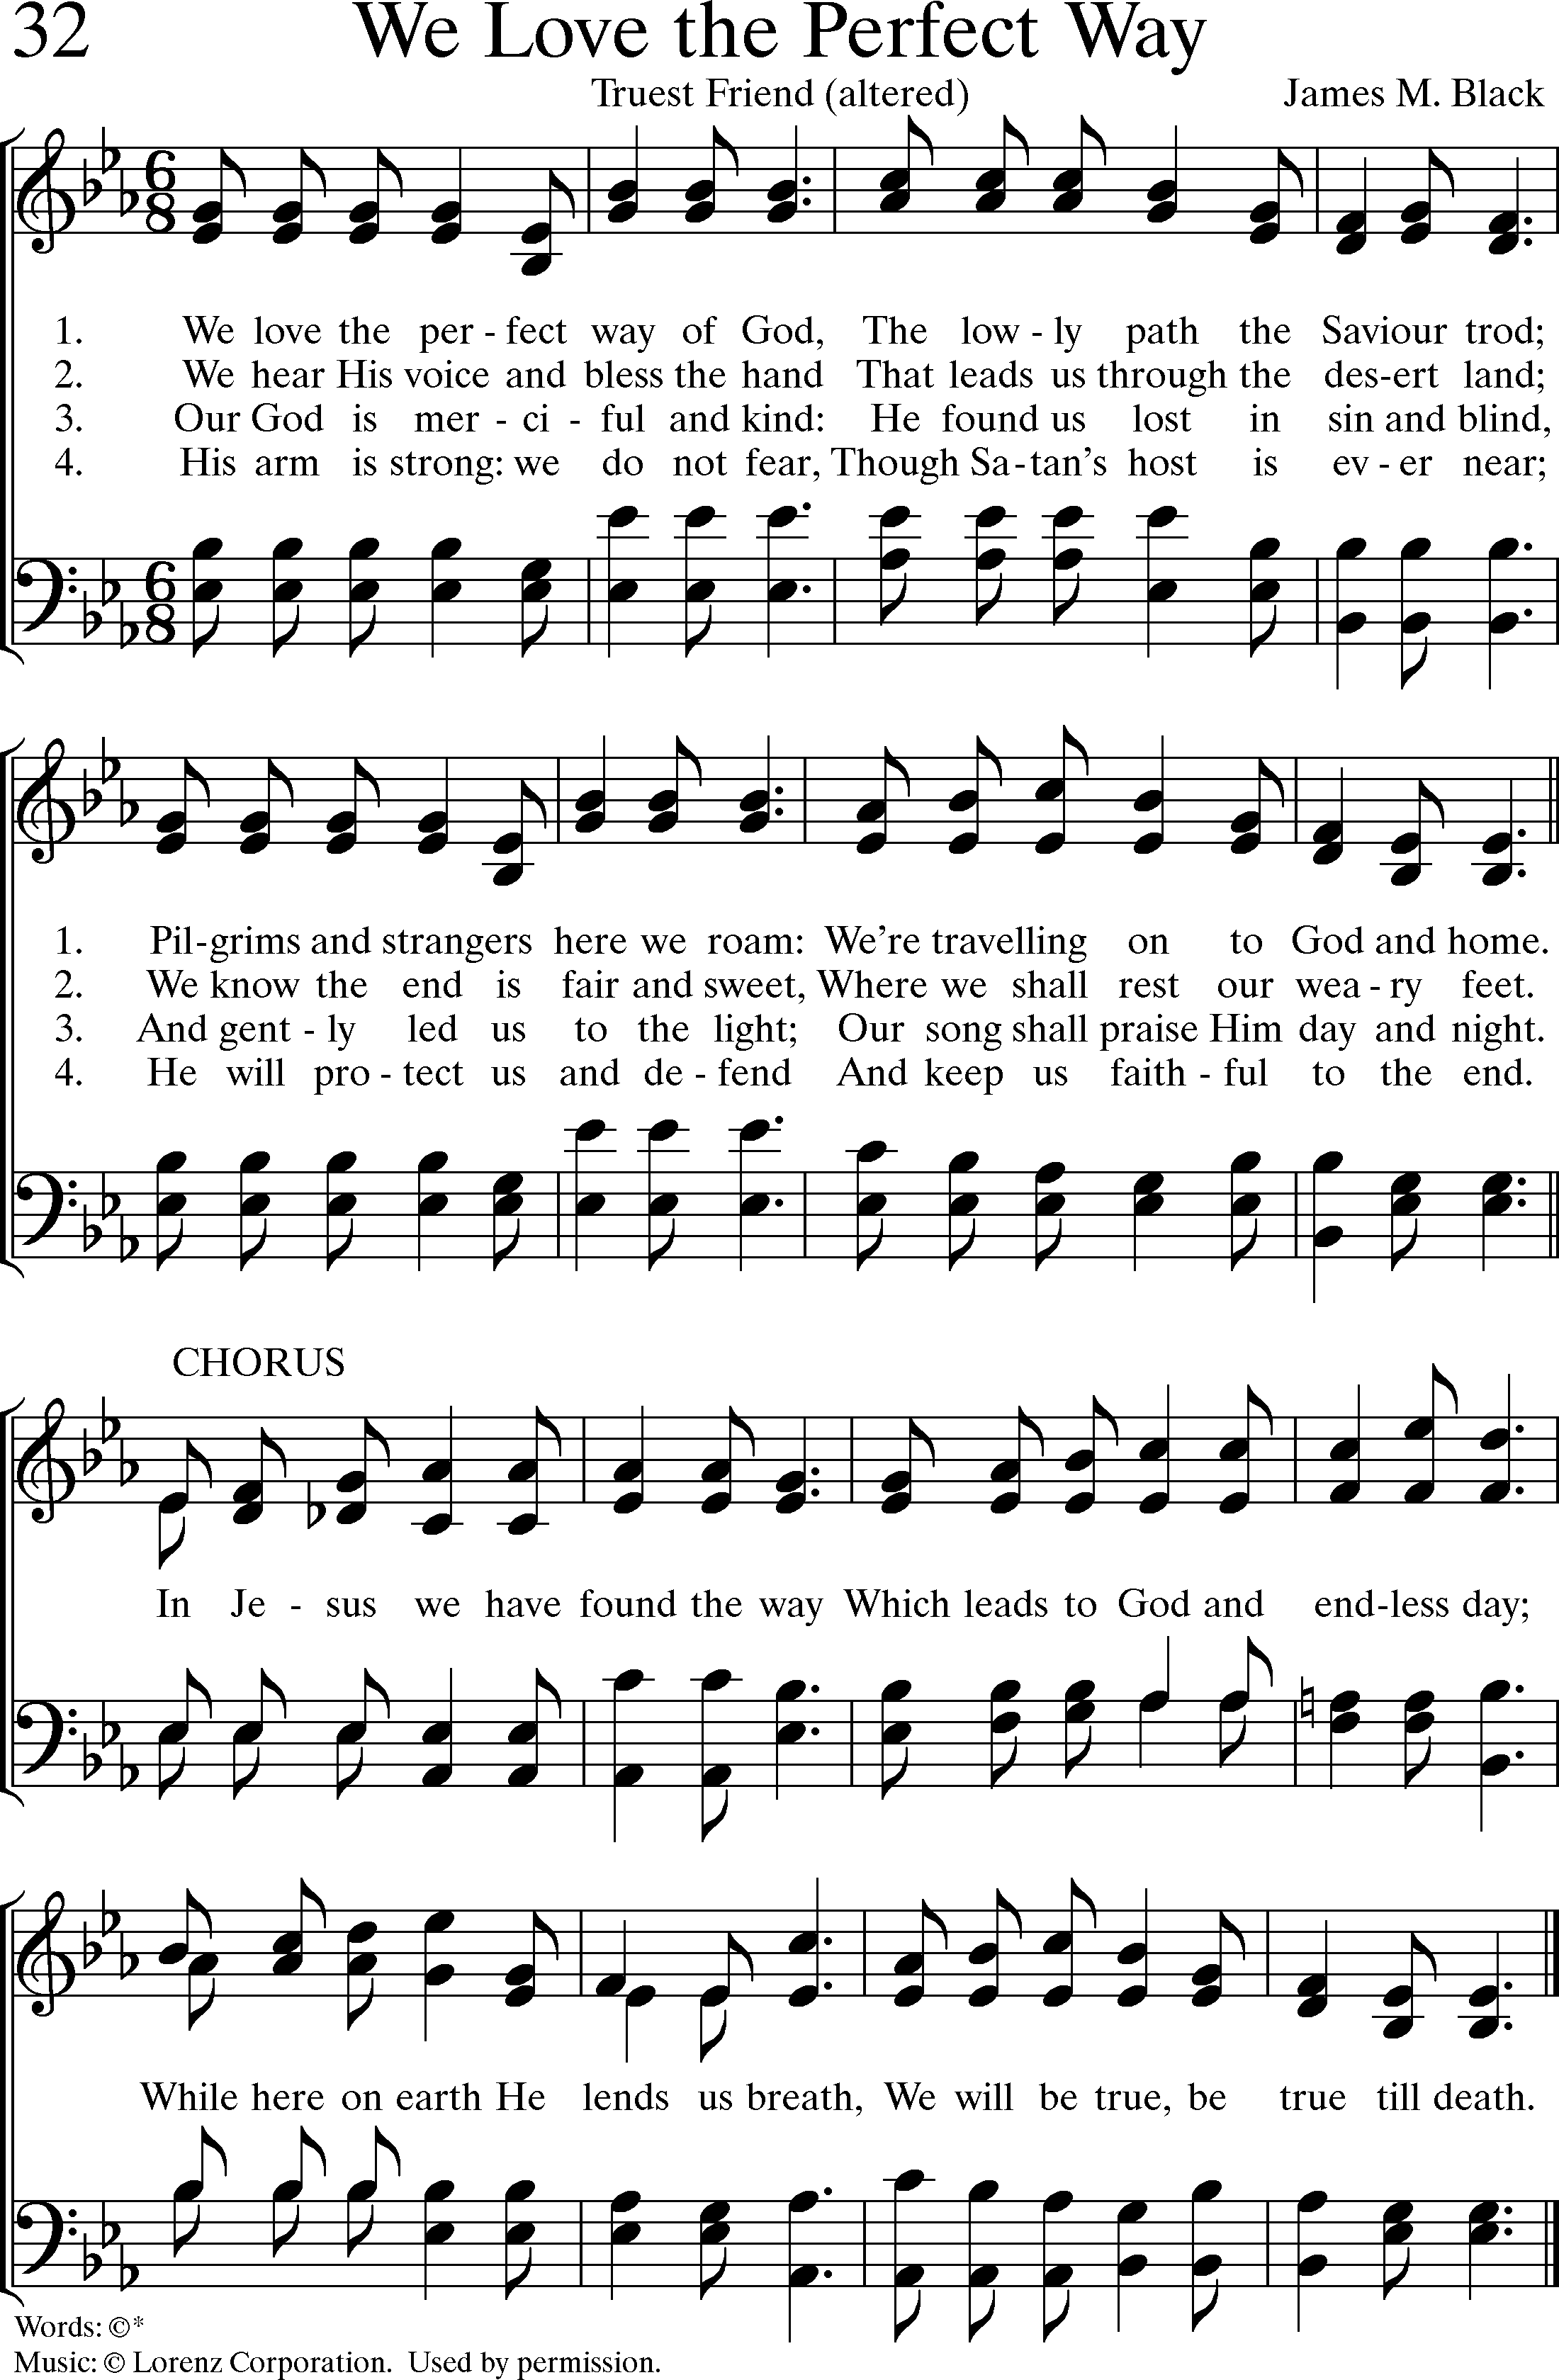 32 We Love the Perfect Way
Truest Friend (altered) James M. Black
6 8
1. We love the per - fect way of God, The low - ly path the Saviour trod;
2. We hear His voice and bless the hand That leads us through the des-ert land;
3. Our God is mer - ci - ful and kind: He found us lost in sin and blind,
4. His arm is strong: we do not fear, Though Sa-tan's host is ev - er near;
6 8
1. Pil-grims and strangers here we roam: We're travelling on to God and home.
2. We know the end is fair and sweet, Where we shall rest our wea - ry feet.
3. And gent - ly led us to the light; Our song shall praise Him day and night.
4. He will pro - tect us and de - fend And keep us faith - ful to the end.
CHORUS
In Je - sus we have found the way Which leads to God and end-less day;
While here on earth He lends us breath, We will be true, be true till death.
Words: ©*
Music: © Lorenz Corporation. Used by permission.